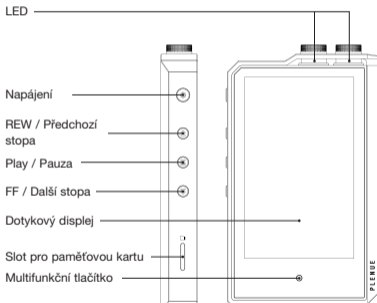 LED
Napájení
REW / Předchozí
stopa
Play / Pauza
FF / Další stopa
Dotykový displej
Slot pro paměťovou kartu
Multifunkční tlačítko
PLENUE